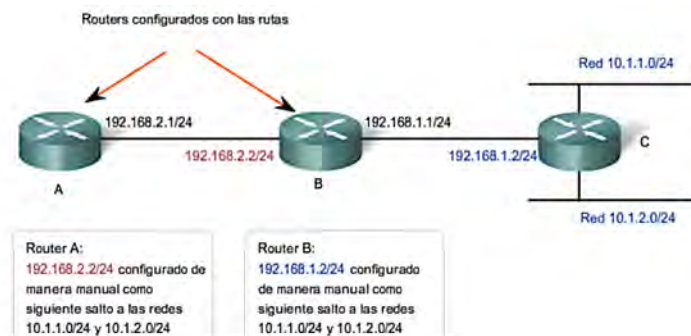 Routers configurados con las rutas
Red 10.1.1.0/24
192.168.2.1/24
192.168.1.1/24
192.168.2.2/24
192.168.1.2/24
C
A
B
Red 10.1.2.0/24
Router A:
192.168.2.2/24 configurado de
manera manual como
siguiente salto a las redes
10.1.1.0/24 y 10.1.2.0/24
Router B:
192.168.1.2/24 configurado
de manera manual como
siguiente salto a las redes
10.1.1.0/24 y 10.1.2.0/24